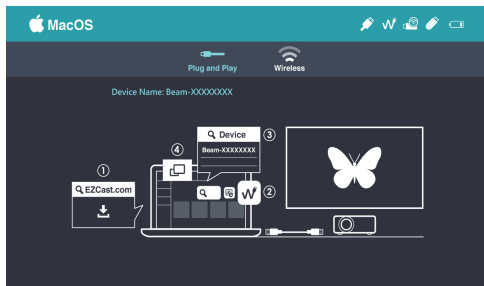 MacOS
Plug and Play
Wireless
Device Name: Beam-XXXXXXXX
① 
EZCast.com
④
Device
Beam-XXXXXXXX
③
②